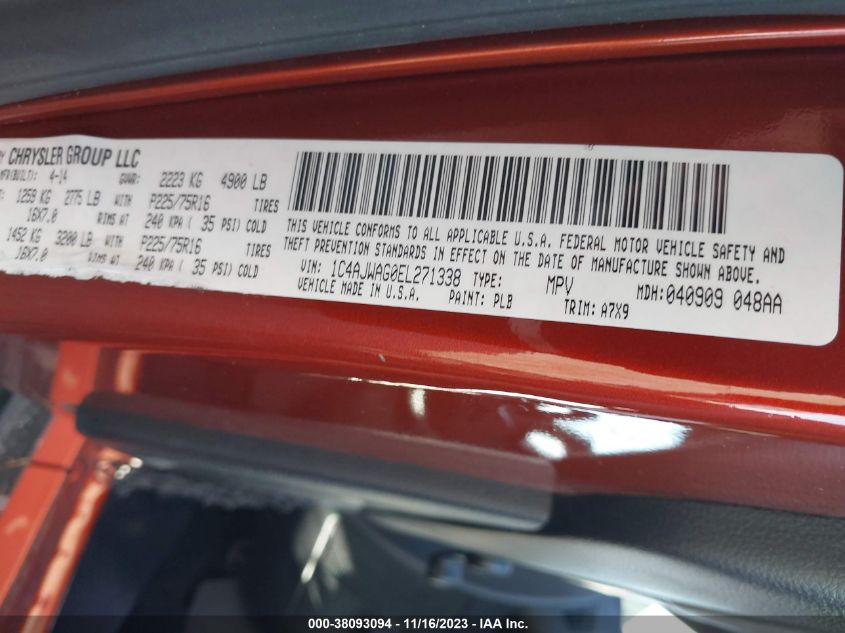 BY CHRYSLER GROUP LLC
MFR(BUILT): 4-14 GVWR: 2223 KG 4900 LB
1259 KG 2775 LB WITH P225/75R16 TIRES
16X7.0 RIMS AT 240 KPA ( 35 PSI) COLD
1452 KG 3200 LB WITH P225/75R16 TIRES
16X7.0 RIMS AT 240 KPA ( 35 PSI) COLD
THIS VEHICLE CONFORMS TO ALL APPLICABLE U.S.A. FEDERAL MOTOR VEHICLE SAFETY AND
THEFT PREVENTION STANDARDS IN EFFECT ON THE DATE OF MANUFACTURE SHOWN ABOVE.
VIN: 1C4AJWAG0EL271338 TYPE: MPV MDH:040909 048AA
VEHICLE MADE IN U.S.A. PAINT: PLB TRIM: A7X9
000-38093094 - 11/16/2023 - IAA Inc.